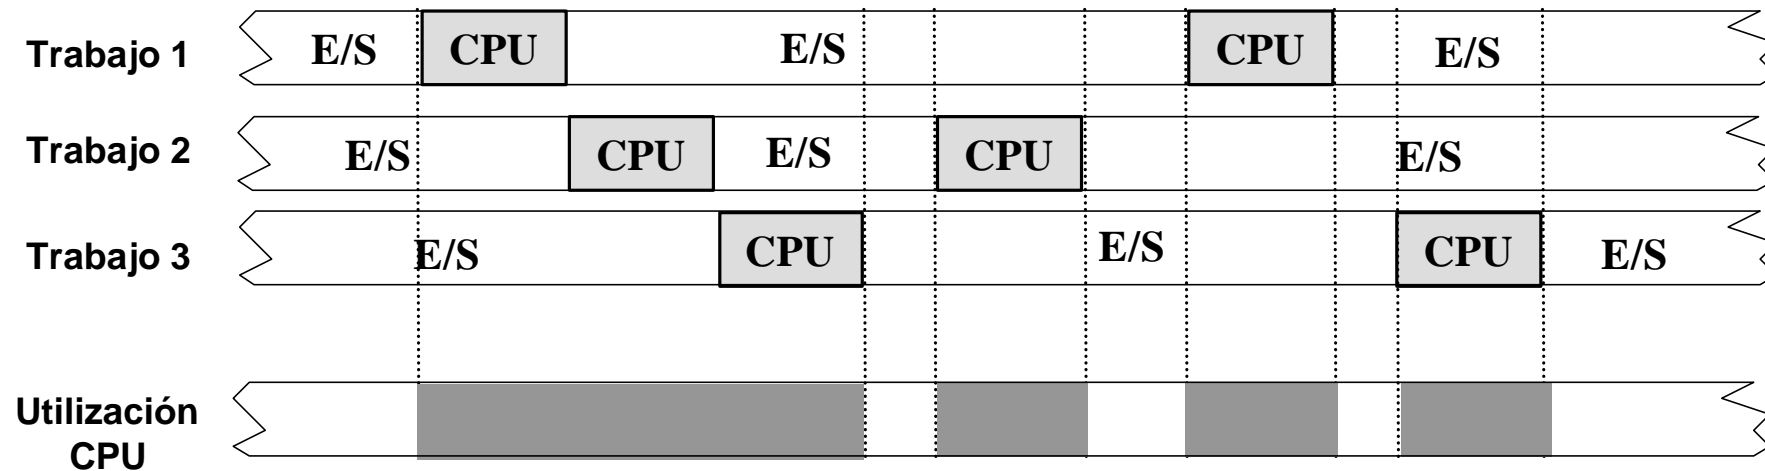 Trabajo 1 E/S CPU E/S CPU E/S
Trabajo 2 E/S CPU E/S CPU E/S
Trabajo 3 E/S CPU E/S CPU E/S
Utilización
CPU